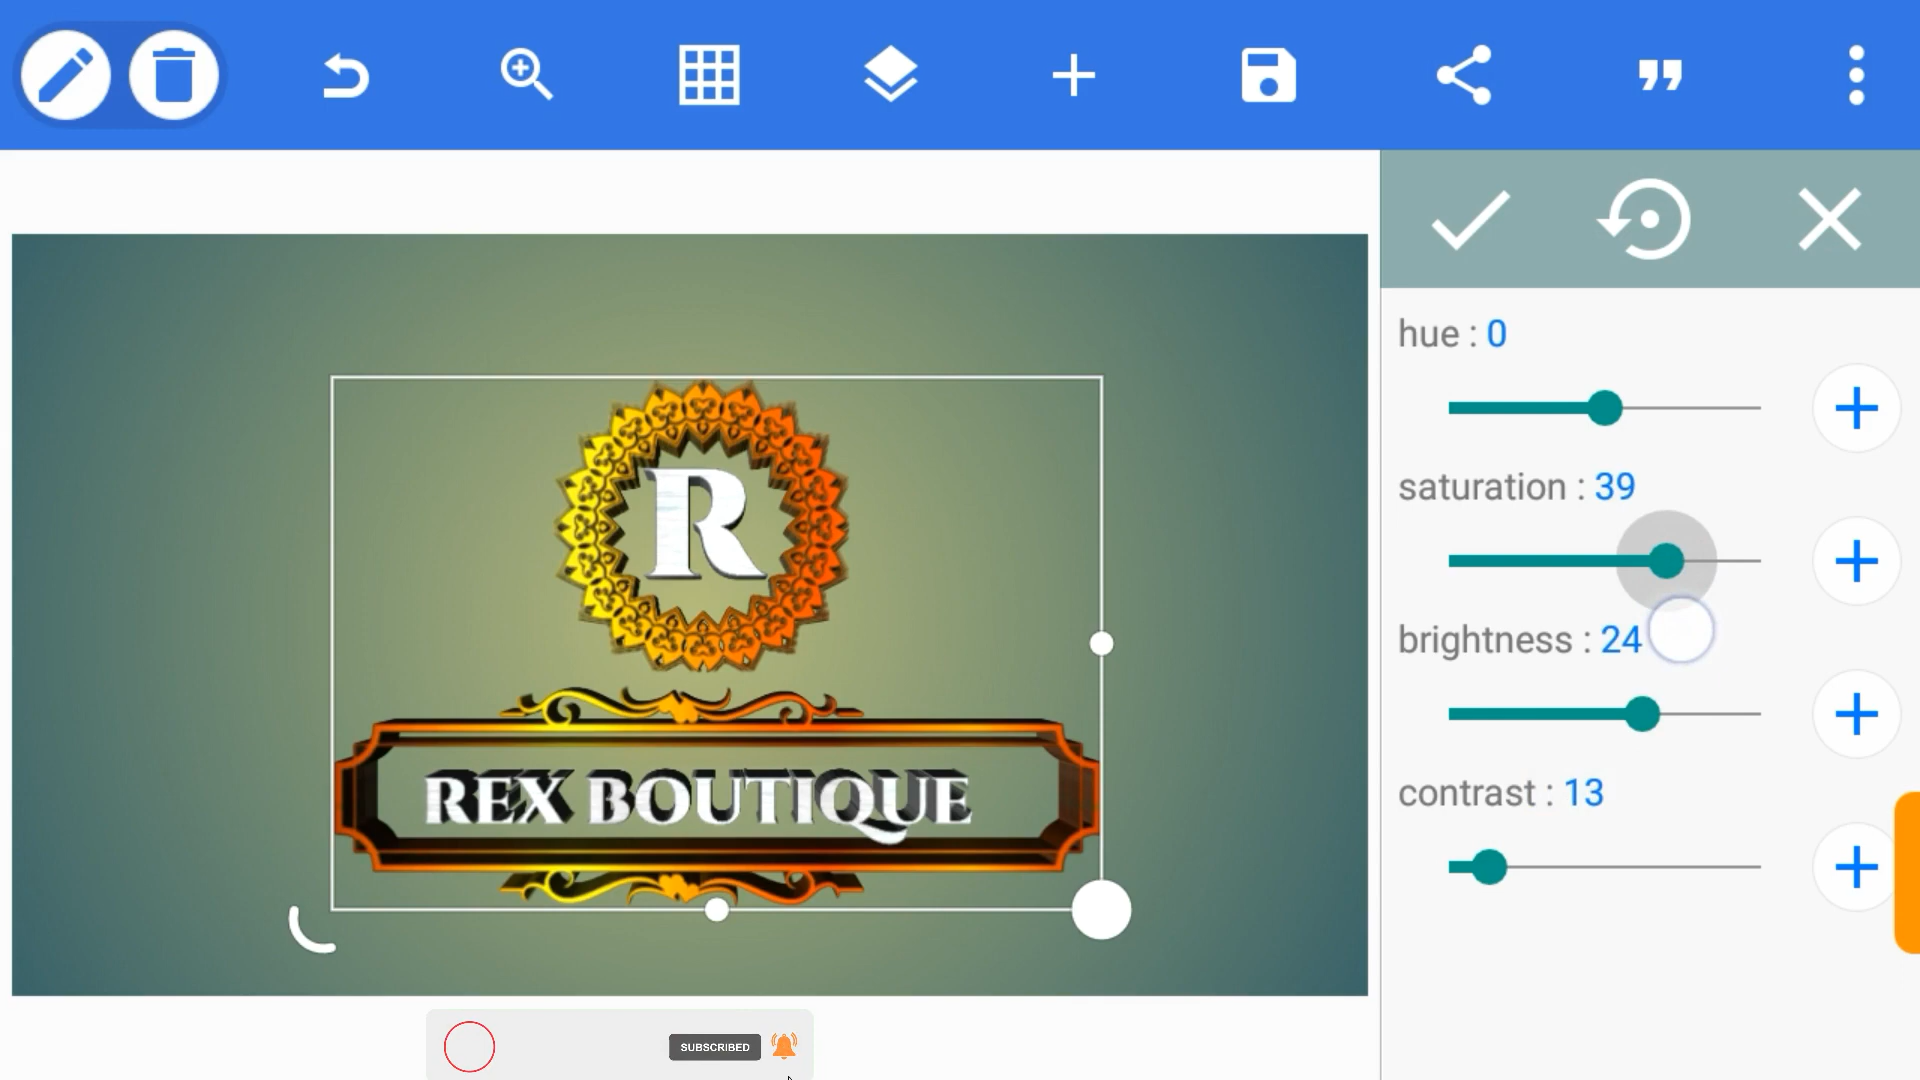 hue : 0
saturation : 39
brightness : 24
contrast : 13
R
REX BOUTIQUE
SUBSCRIBED